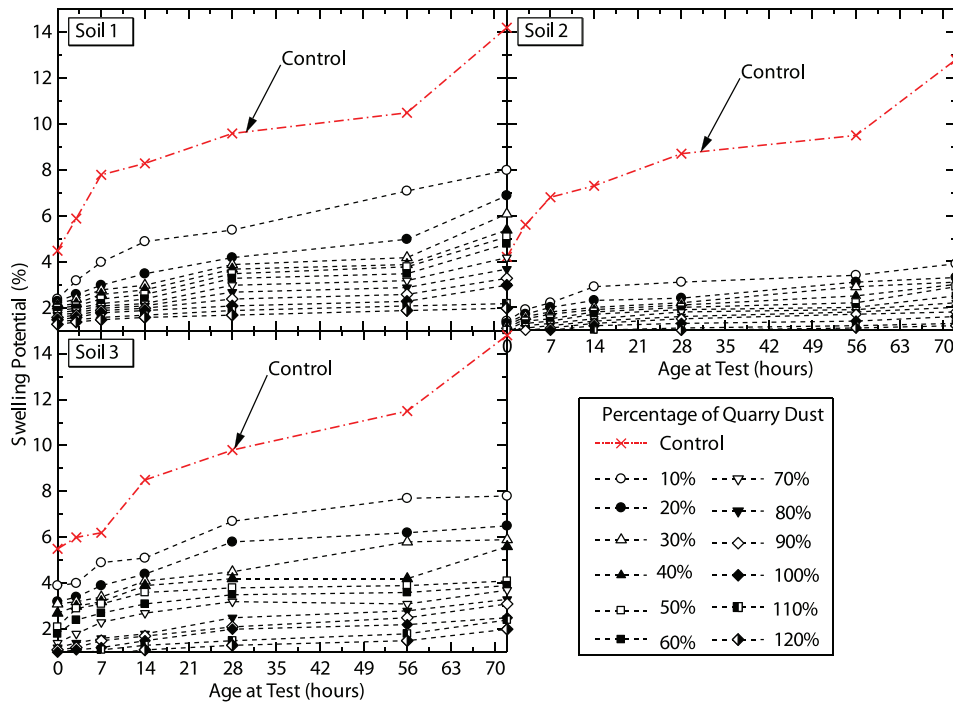 Soil 1
Control
14
12
10
8
6
4
2
Soil 2
Control
0 7 14 21 28 35 42 49 56 63 70
Age at Test (hours)
Swelling Potential (%)
Soil 3
Control
14
12
10
8
6
4
2
0 7 14 21 28 35 42 49 56 63 70
Age at Test (hours)
Percentage of Quarry Dust
Control
10% 70%
20% 80%
30% 90%
40% 100%
50% 110%
60% 120%